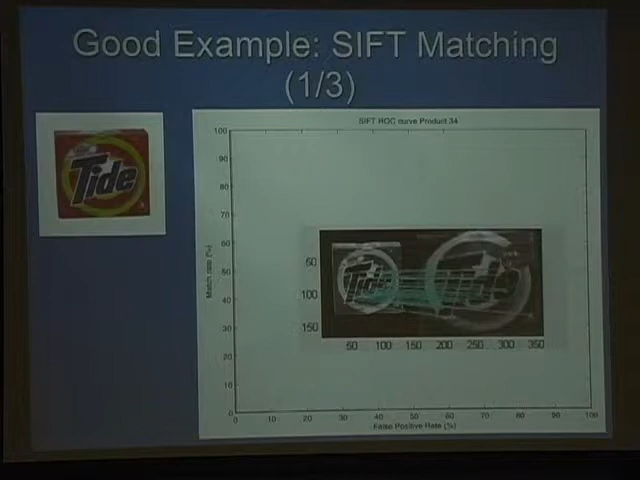 Good Example: SIFT Matching
(1/3)
Tide
SIFT ROC curve Product 34
100
90
80
70
60
50
40
30
20
10
0
Match rate (%)
50
100
150
Tide
Tide
50 100 150 200 250 300 350
0 10 20 30 40 50 60 70 80 90 100
False Positive Rate (%)